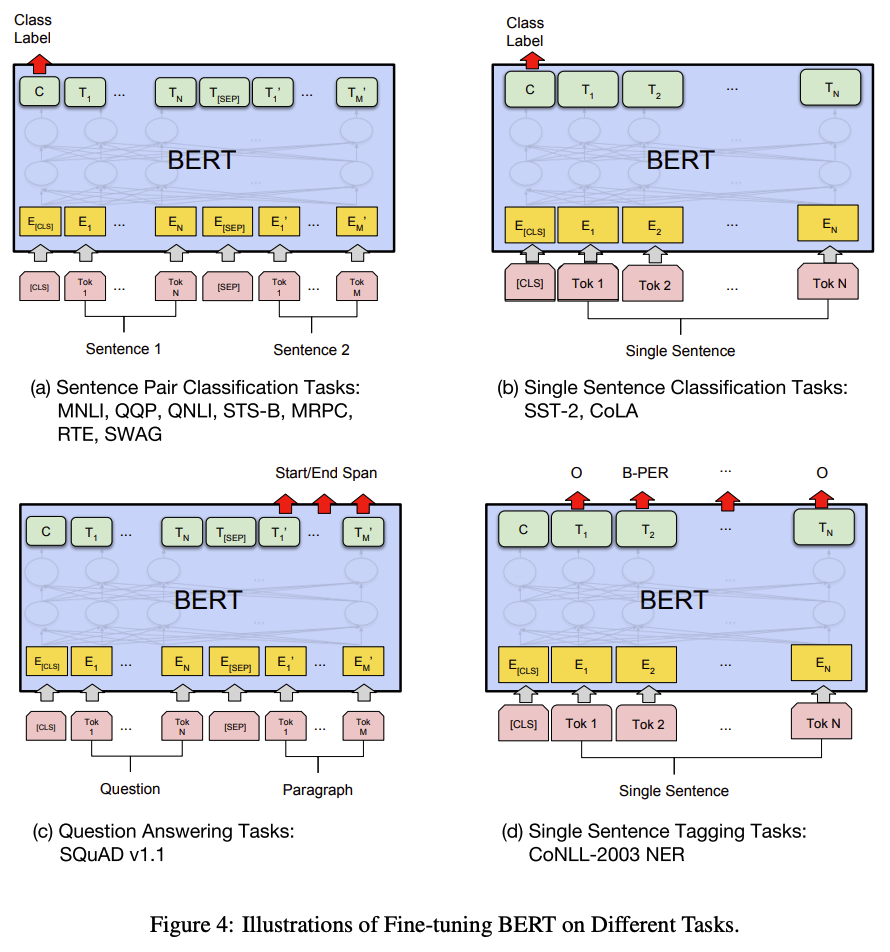 Class
Label
C T1 ... TN T[SEP] T1' ... TM'
...
BERT
...
E[CLS] E1 ... EN E[SEP] E1' ... EM'
[CLS] Tok 1 ... Tok N [SEP] Tok 1 ... Tok M
Sentence 1 Sentence 2
(a) Sentence Pair Classification Tasks:
MNLI, QQP, QNLI, STS-B, MRPC,
RTE, SWAG
Class
Label
C T1 T2 ... TN
...
BERT
...
E[CLS] E1 E2 ... EN
[CLS] Tok 1 Tok 2 ... Tok N
Single Sentence
(b) Single Sentence Classification Tasks:
SST-2, CoLA
Start/End Span
C T1 ... TN T[SEP] T1' ... TM'
...
BERT
...
E[CLS] E1 ... EN E[SEP] E1' ... EM'
[CLS] Tok 1 ... Tok N [SEP] Tok 1 ... Tok M
Question Paragraph
(c) Question Answering Tasks:
SQuAD v1.1
O B-PER ... O
C T1 T2 ... TN
...
BERT
...
E[CLS] E1 E2 ... EN
[CLS] Tok 1 Tok 2 ... Tok N
Single Sentence
(d) Single Sentence Tagging Tasks:
CoNLL-2003 NER
Figure 4: Illustrations of Fine-tuning BERT on Different Tasks.